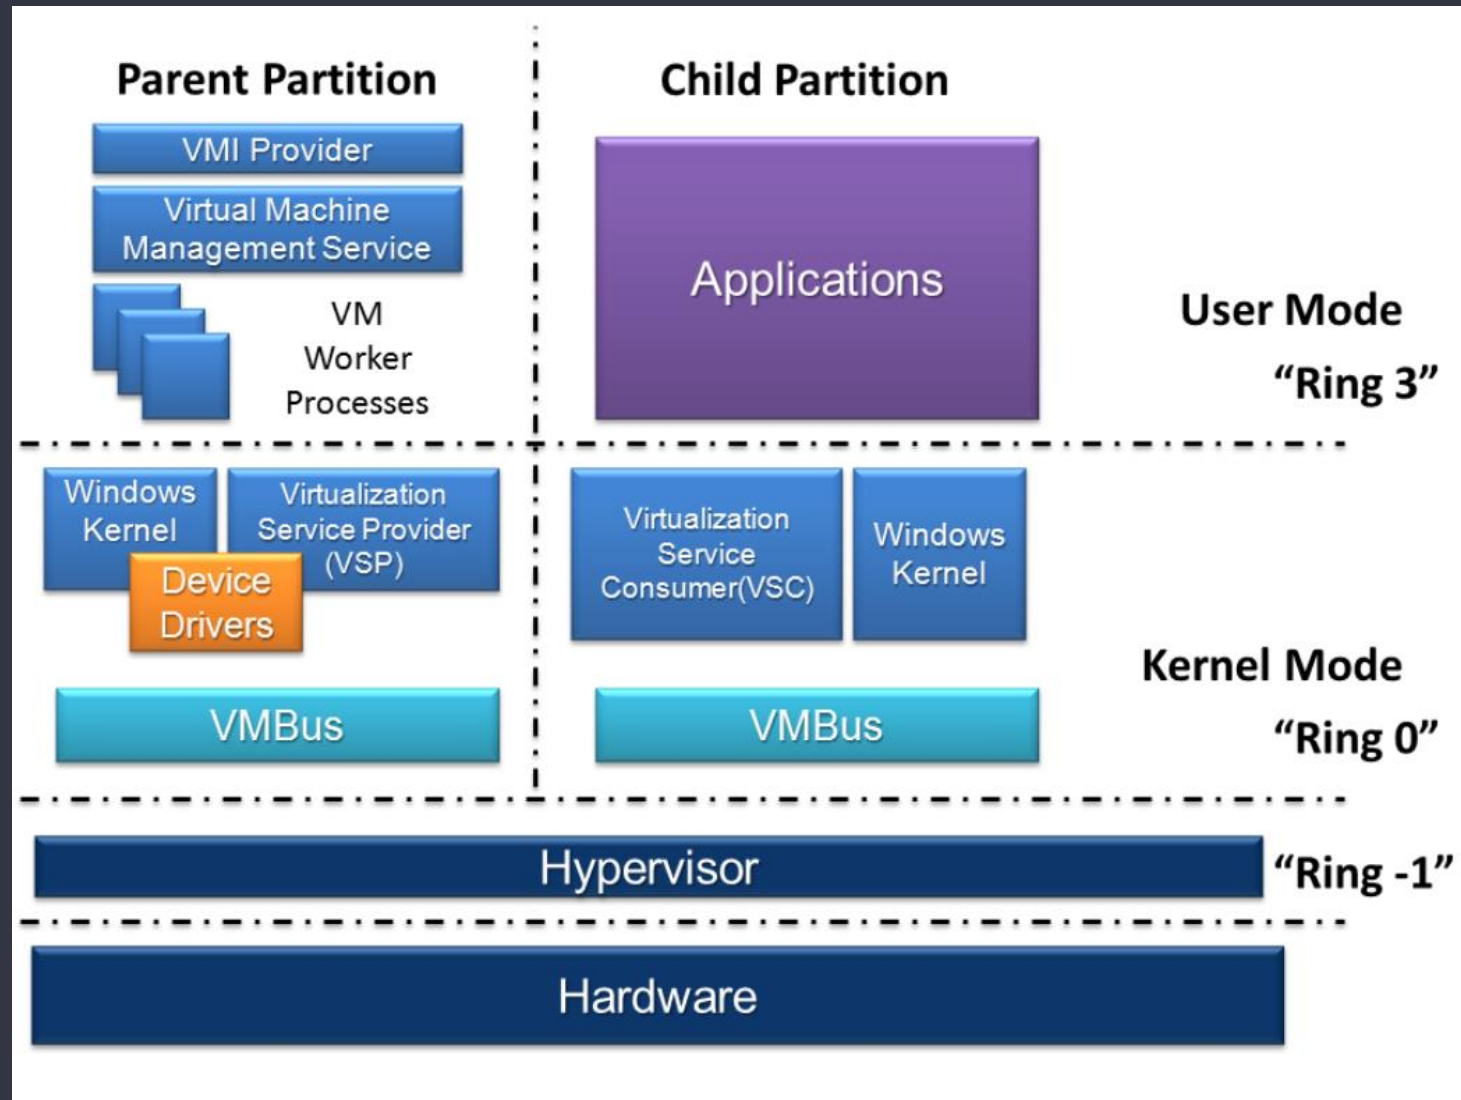 Parent Partition
Child Partition
VMI Provider
Virtual Machine
Management Service
VM
Worker
Processes
Applications
User Mode
“Ring 3”
Windows
Kernel
Virtualization
Service Provider
(VSP)
Device
Drivers
Virtualization
Service
Consumer(VSC)
Windows
Kernel
Kernel Mode
“Ring 0”
VMBus
VMBus
Hypervisor
“Ring -1”
Hardware